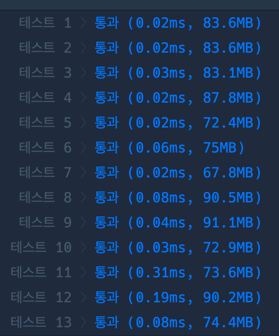 테스트 1 > 통과 (0.02ms, 83.6MB)
테스트 2 > 통과 (0.02ms, 83.6MB)
테스트 3 > 통과 (0.03ms, 83.1MB)
테스트 4 > 통과 (0.02ms, 87.8MB)
테스트 5 > 통과 (0.02ms, 72.4MB)
테스트 6 > 통과 (0.06ms, 75MB)
테스트 7 > 통과 (0.02ms, 67.8MB)
테스트 8 > 통과 (0.08ms, 90.5MB)
테스트 9 > 통과 (0.04ms, 91.1MB)
테스트 10 > 통과 (0.03ms, 72.9MB)
테스트 11 > 통과 (0.31ms, 73.6MB)
테스트 12 > 통과 (0.19ms, 90.2MB)
테스트 13 > 통과 (0.08ms, 74.4MB)